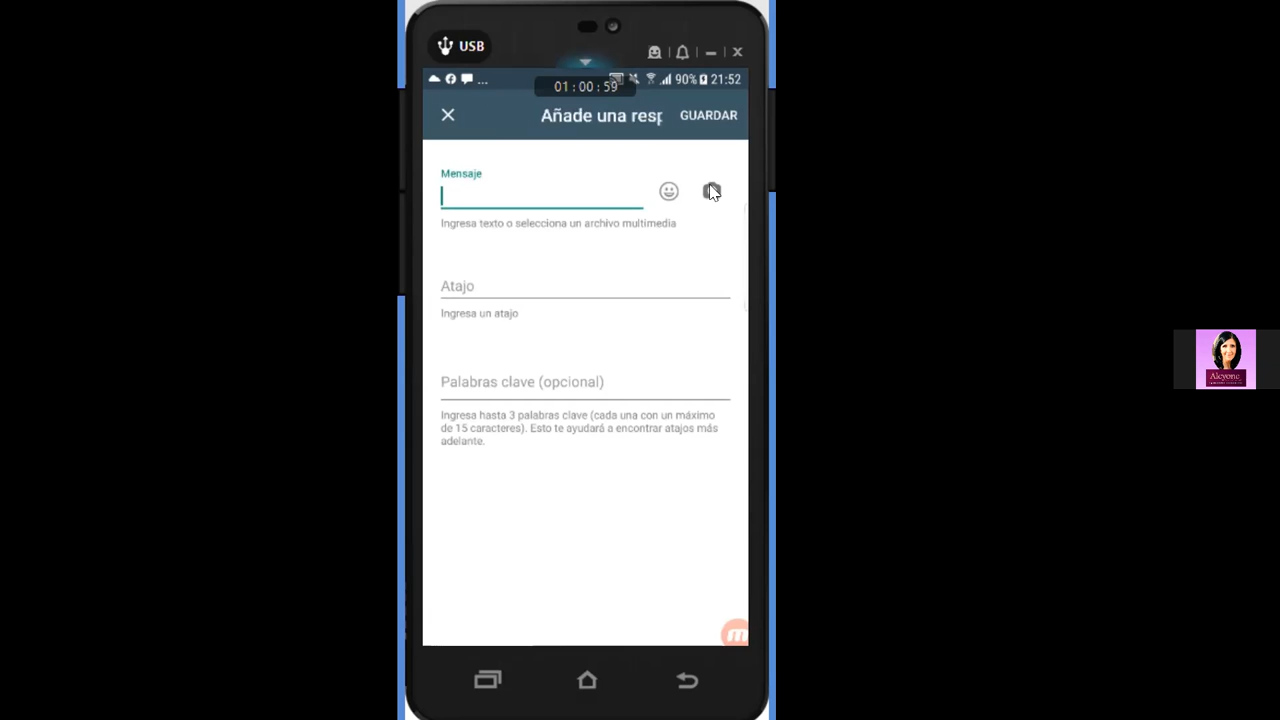 USB
... 90% 21:52
01:00:59
Añade una resp
GUARDAR
Mensaje
Ingresa texto o selecciona un archivo multimedia
Atajo
Ingresa un atajo
Palabras clave (opcional)
Ingresa hasta 3 palabras clave (cada una con un máximo
de 15 caracteres). Esto te ayudará a encontrar atajos más
adelante.
Alcyone